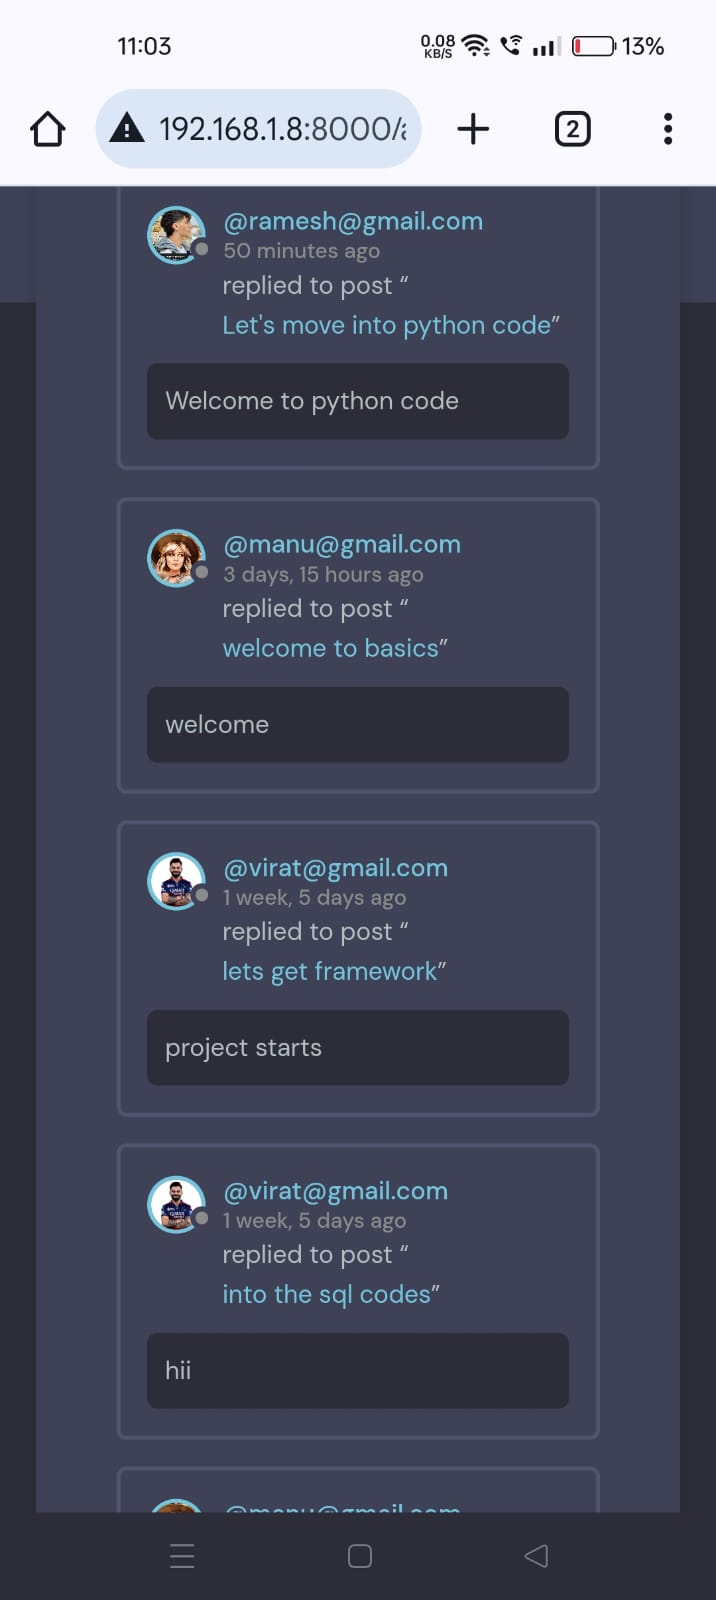 11:03
0.08
KB/S
13%
192.168.1.8:8000/
2
@ramesh@gmail.com
50 minutes ago
replied to post “
Let's move into python code”
Welcome to python code
@manu@gmail.com
3 days, 15 hours ago
replied to post “
welcome to basics”
welcome
@virat@gmail.com
1 week, 5 days ago
replied to post “
lets get framework”
project starts
@virat@gmail.com
1 week, 5 days ago
replied to post “
into the sql codes”
hii
@manu@gmail.com